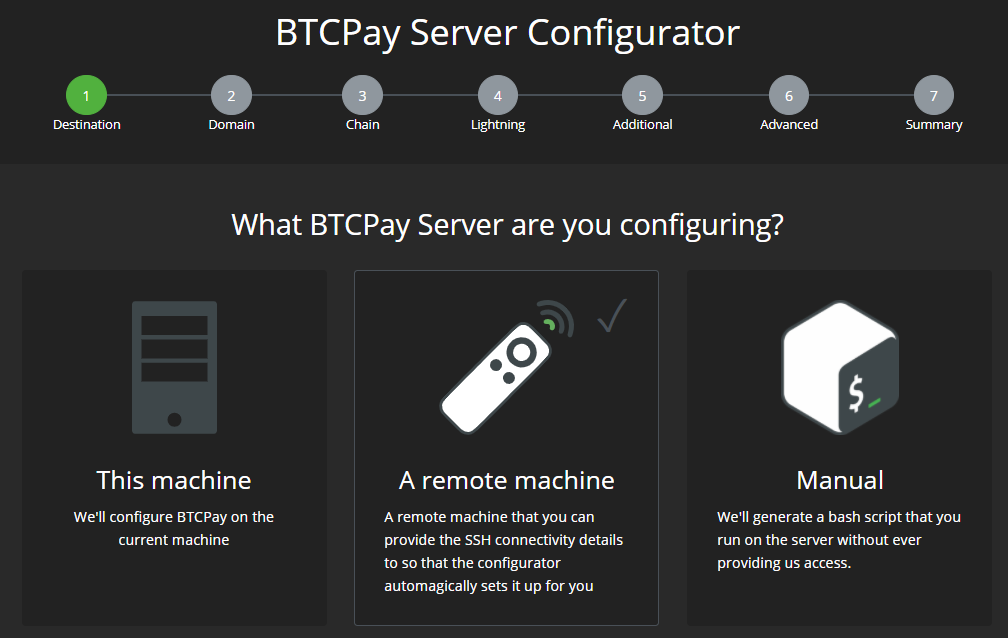 BTCPay Server Configurator
1 2 3 4 5 6 7
Destination Domain Chain Lightning Additional Advanced Summary
What BTCPay Server are you configuring?
This machine
We'll configure BTCPay on the
current machine
A remote machine
A remote machine that you can
provide the SSH connectivity details
to so that the configurator
automagically sets it up for you
$_
Manual
We'll generate a bash script that you
run on the server without ever
providing us access.